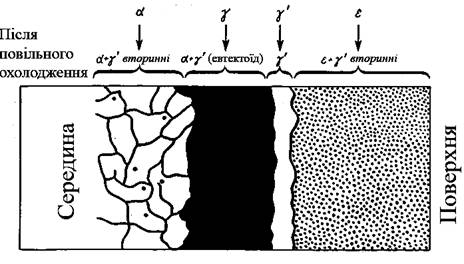 α γ γ' ε
Після
повільного
охолодження
α+γ' вторинні α+γ' (евтектоїд) γ' ε+γ' вторинні
Середина
Поверхня